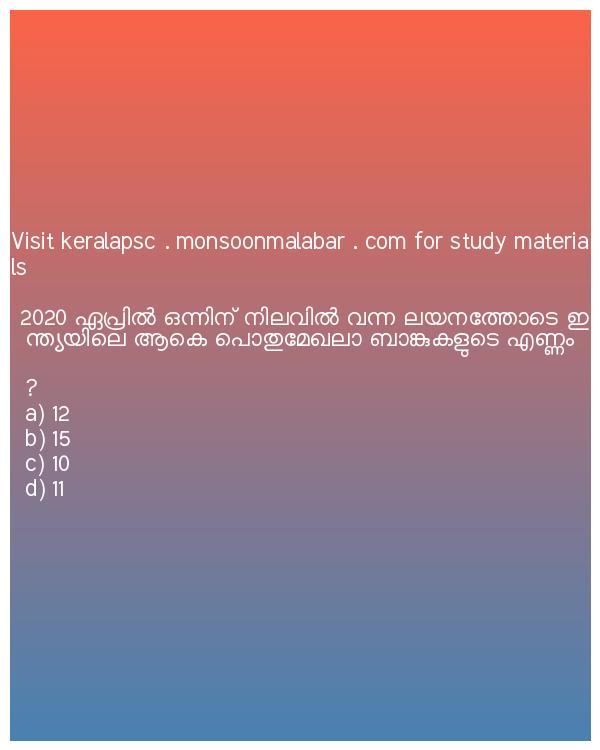 Visit keralapsc . monsoonmalabar . com for study materia
ls
2020 ഏപ്രിൽ ഒന്നിന് നിലവിൽ വന്ന ലയനത്തോടെ ഇ
ന്ത്യയിലെ ആകെ പൊതുമേഖലാ ബാങ്കുകളുടെ എണ്ണം
?
a) 12
b) 15
c) 10
d) 11